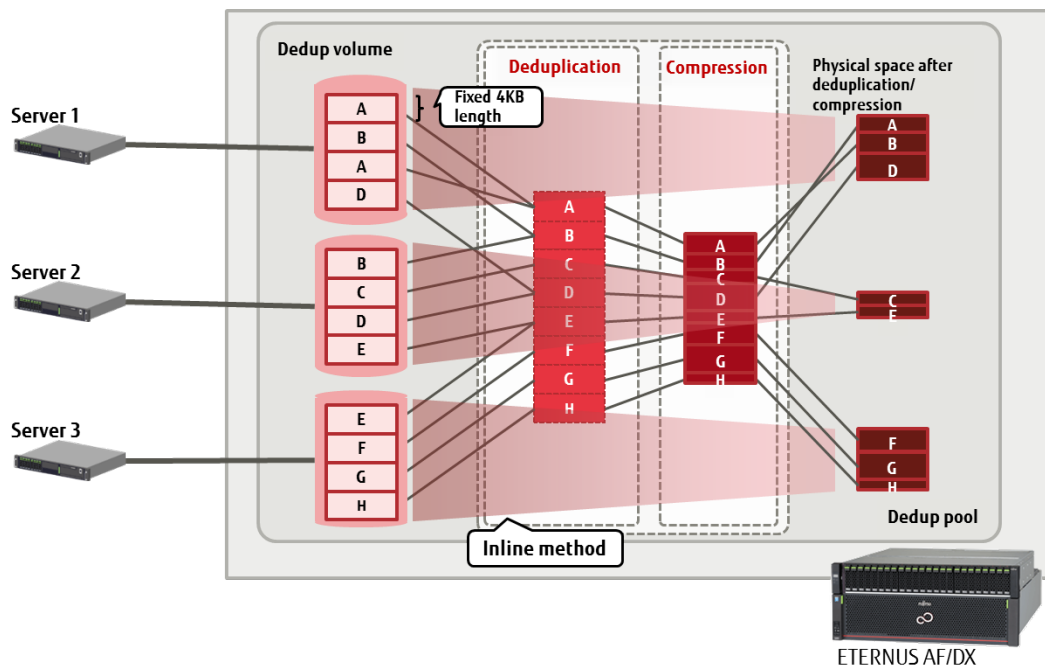 Dedup volume
Deduplication
Compression
Physical space after
deduplication/
compression
Fixed 4KB
length
Server 1
A
B
A
D
Server 2
B
C
D
E
Server 3
E
F
G
H
A
B
C
D
E
F
G
H
A
B
C
D
E
F
G
H
A
B
D
C
E
F
G
H
Inline method
Dedup pool
FUJITSU
ETERNUS AF/DX